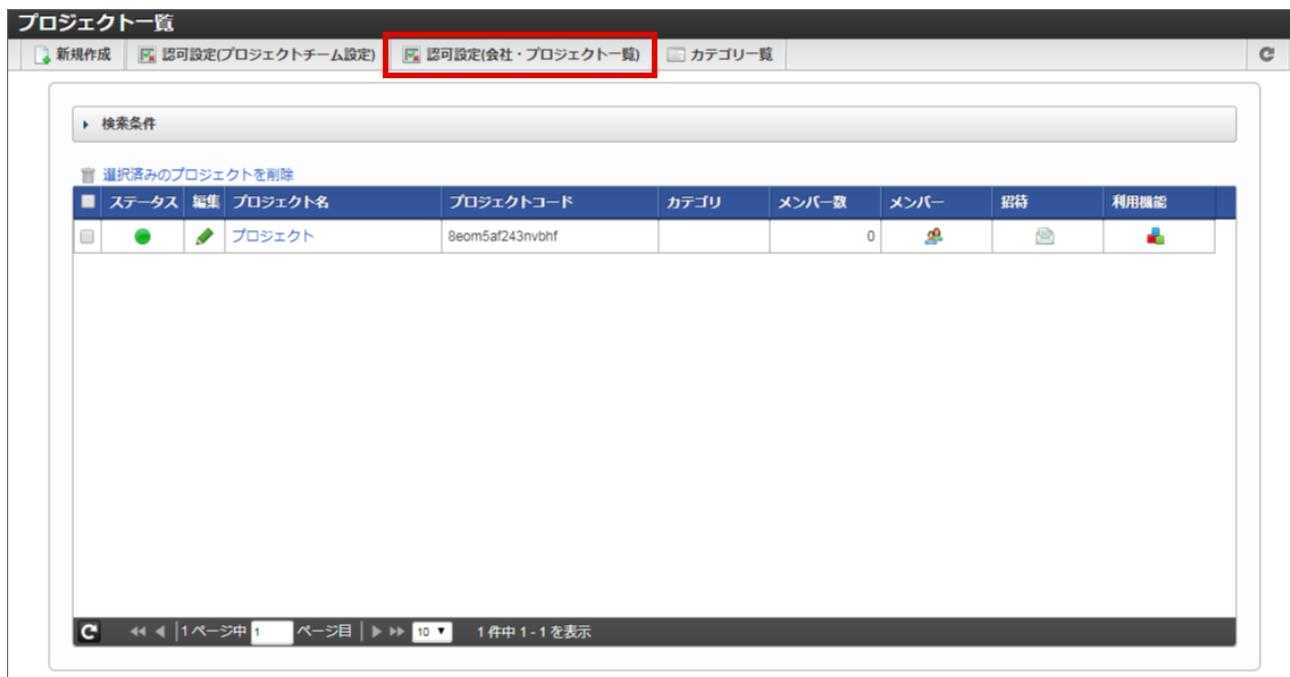 プロジェクト一覧
新規作成 認可設定(プロジェクトチーム設定) 認可設定(会社・プロジェクト一覧) カテゴリ一覧
検索条件
選択済みのプロジェクトを削除
ステータス 編集 プロジェクト名 プロジェクトコード カテゴリ メンバー数 メンバー 招待 利用機能
プロジェクト 8eom5af243nvbhf 0
1 ページ中 1 ページ目 10 1 件中 1 - 1 を表示